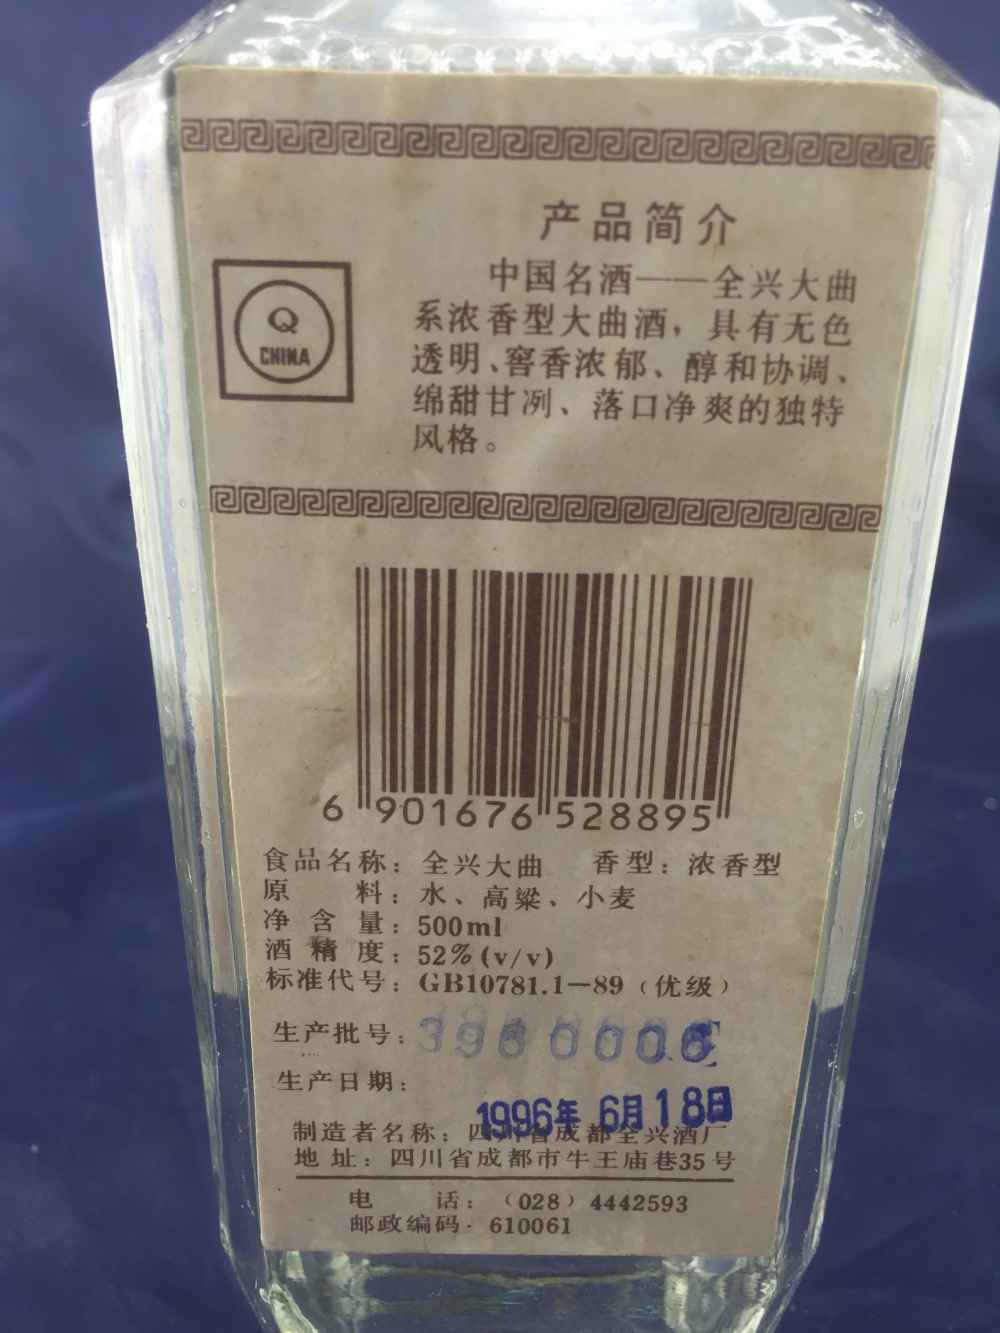 产品简介
中国名酒——全兴大曲
系浓香型大曲酒，具有无色
透明、窖香浓郁、醇和协调、
绵甜甘冽、落口净爽的独特
风格。
Q
CHINA
6 901676 528895
食品名称：全兴大曲 香型：浓香型
原 料：水、高粱、小麦
净 含 量：500ml
酒 精 度：52%(v/v)
标准代号：GB10781.1—89（优级）
生产批号：
生产日期：
1996年 6月18日
制造者名称：四川省成都全兴酒厂
地 址：四川省成都市牛王庙巷35号
电 话：（028）4442593
邮政编码：610061